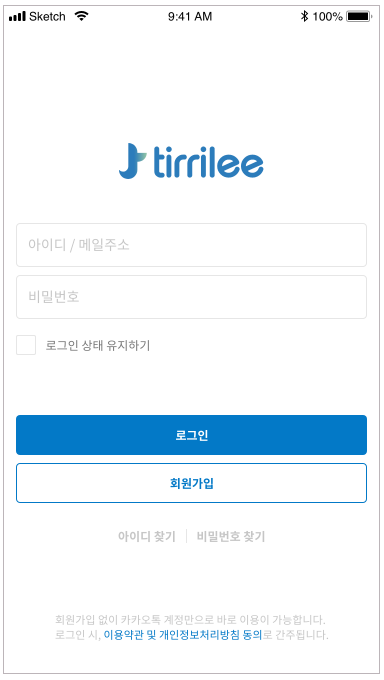 Sketch 9:41 AM 100%
tirrilee
아이디 / 메일주소
비밀번호
로그인 상태 유지하기
로그인
회원가입
아이디 찾기 비밀번호 찾기
회원가입 없이 카카오톡 계정만으로 바로 이용이 가능합니다.
로그인 시, 이용약관 및 개인정보처리방침 동의로 간주됩니다.